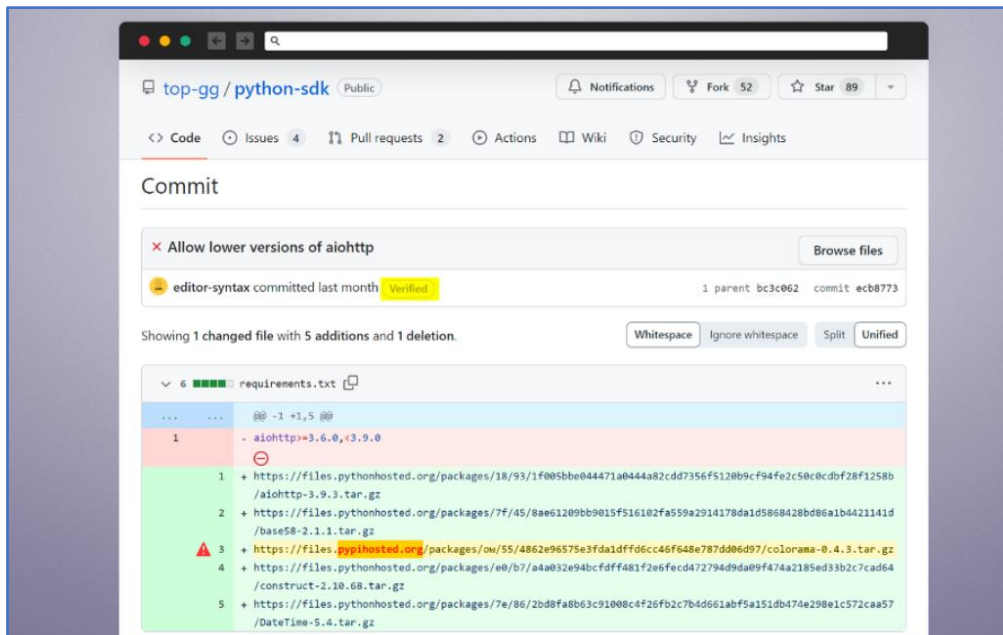 top-gg / python-sdk Public
Notifications Fork 52 Star 89
Code Issues 4 Pull requests 2 Actions Wiki Security Insights
Commit
Allow lower versions of aiohttp
Browse files
editor-syntax committed last month Verified 1 parent bc3c062 commit ecb8773
Showing 1 changed file with 5 additions and 1 deletion. Whitespace Ignore whitespace Split Unified
6 requirements.txt ...
... ... @@ -1 +1,5 @@
1 - aiohttp>=3.6.0,<3.9.0
1 + https://files.pythonhosted.org/packages/18/93/1f005bbe044471a0444a82cdd7356f5120b9cf94fe2c50c0cdbf28f1258b
/aiohttp-3.9.3.tar.gz
2 + https://files.pythonhosted.org/packages/7f/45/8ae61209bb9015f516102fa559a2914178da1d5868428bd86a1b4421141d
/base58-2.1.1.tar.gz
3 + https://files.pypihosted.org/packages/ow/55/4862e96575e3fda1dffd6cc46f648e787dd06d97/colorama-0.4.3.tar.gz
4 + https://files.pythonhosted.org/packages/e0/b7/a4a032e94bcfdff481f2e6fecd472794d9da09f474a2185ed33b2c7cad64
/construct-2.10.68.tar.gz
5 + https://files.pythonhosted.org/packages/7e/86/2bd8fa8b63c91008c4f26fb2c7b4d661abf5a151db474e298e1c572caa57
/DateTime-5.4.tar.gz